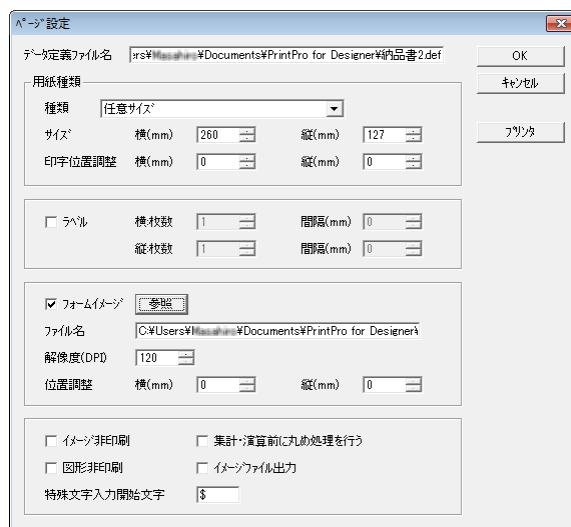 ページ設定
データ定義ファイル名 :rs¥ ¥Documents¥PrintPro for Designer¥納品書2.def
OK
用紙種類
キャンセル
種類 任意サイズ
サイズ 横(mm) 260 縦(mm) 127
プリンタ
印字位置調整 横(mm) 0 縦(mm) 0
ラベル 横枚数 1 間隔(mm) 0
縦枚数 1 間隔(mm) 0
フォームイメージ 参照
ファイル名 C:¥Users¥ ¥Documents¥PrintPro for Designer¥
解像度(DPI) 120
位置調整 横(mm) 0 縦(mm) 0
イメージ非印刷 集計・演算前に丸め処理を行う
図形非印刷 イメージファイル出力
特殊文字入力開始文字 $